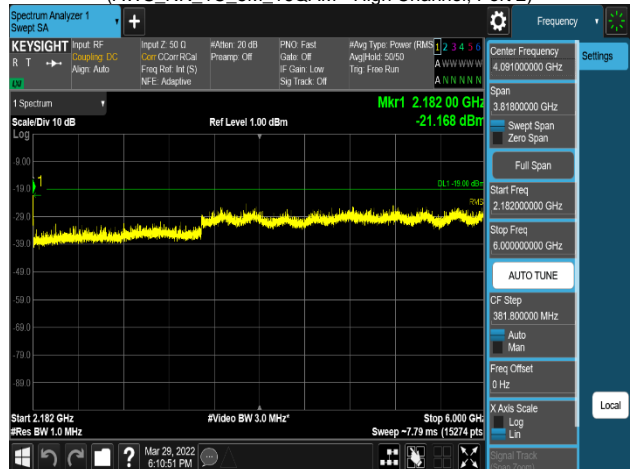 Spectrum Analyzer 1
Swept SA
Frequency
KEYSIGHT
R T
LV
Input: RF
Coupling: DC
Align: Auto
Input Z: 50 Ω
Corr CCorr RCal
Freq Ref: Int (S)
NFE: Adaptive
#Atten: 20 dB
Preamp: Off
PNO: Fast
Gate: Off
IF Gain: Low
Sig Track: Off
#Avg Type: Power (RMS
Avg|Hold: 50/50
Trig: Free Run
1 2 3 4 5 6
A W W W W W
A N N N N N
1 Spectrum
Scale/Div 10 dB
Ref Level 1.00 dBm
Mkr1 2.182 00 GHz
-21.168 dBm
Log
-9.00
-19.0
-29.0
-39.0
-49.0
-59.0
-69.0
-79.0
-89.0
1
DL1 -19.00 dBm
RMS
Start 2.182 GHz
#Res BW 1.0 MHz
#Video BW 3.0 MHz*
Stop 6.000 GHz
Sweep ~7.79 ms (15274 pts
Mar 29, 2022
6:10:51 PM
Center Frequency
4.091000000 GHz
Settings
Span
3.81800000 GHz
Swept Span
Zero Span
Full Span
Start Freq
2.182000000 GHz
Stop Freq
6.000000000 GHz
AUTO TUNE
CF Step
381.800000 MHz
Auto
Man
Freq Offset
0 Hz
X Axis Scale
Log
Lin
Local
Signal Track
(Span Zoom)